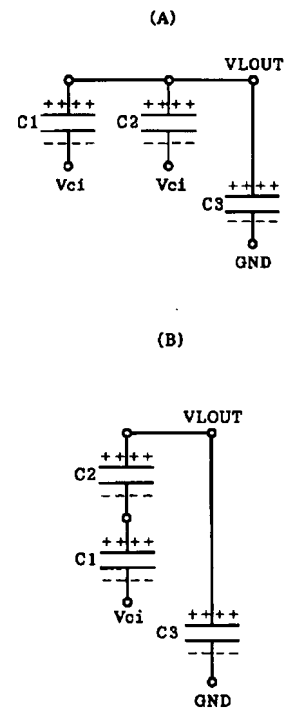 (A)
VLOUT
++++ ++++
C1 C2
---- ----
Vci Vci
++++
C3
----
GND
(B)
VLOUT
++++
C2
----
++++
C1
----
Vci
++++
C3
----
GND